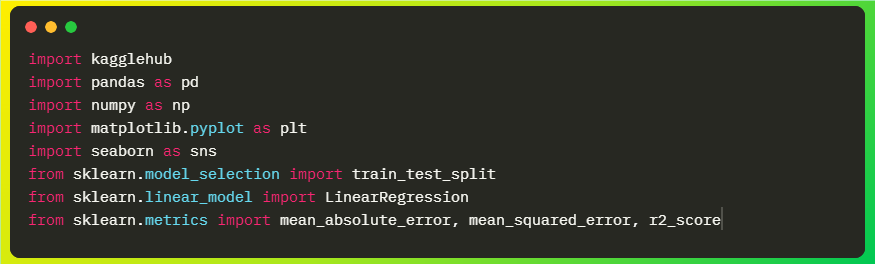 import kagglehub
import pandas as pd
import numpy as np
import matplotlib.pyplot as plt
import seaborn as sns
from sklearn.model_selection import train_test_split
from sklearn.linear_model import LinearRegression
from sklearn.metrics import mean_absolute_error, mean_squared_error, r2_score